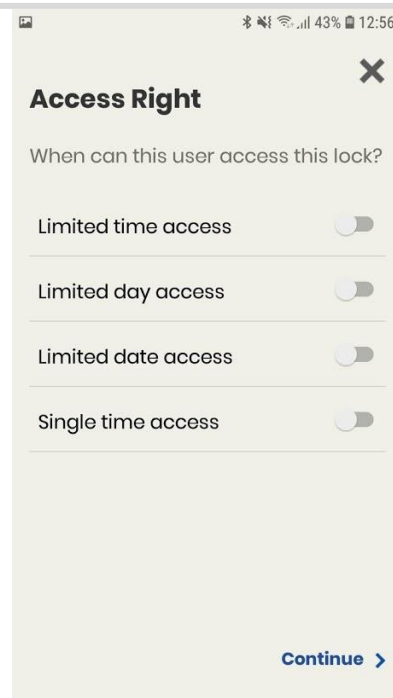 43% 12:56
Access Right
When can this user access this lock?
Limited time access
Limited day access
Limited date access
Single time access
Continue